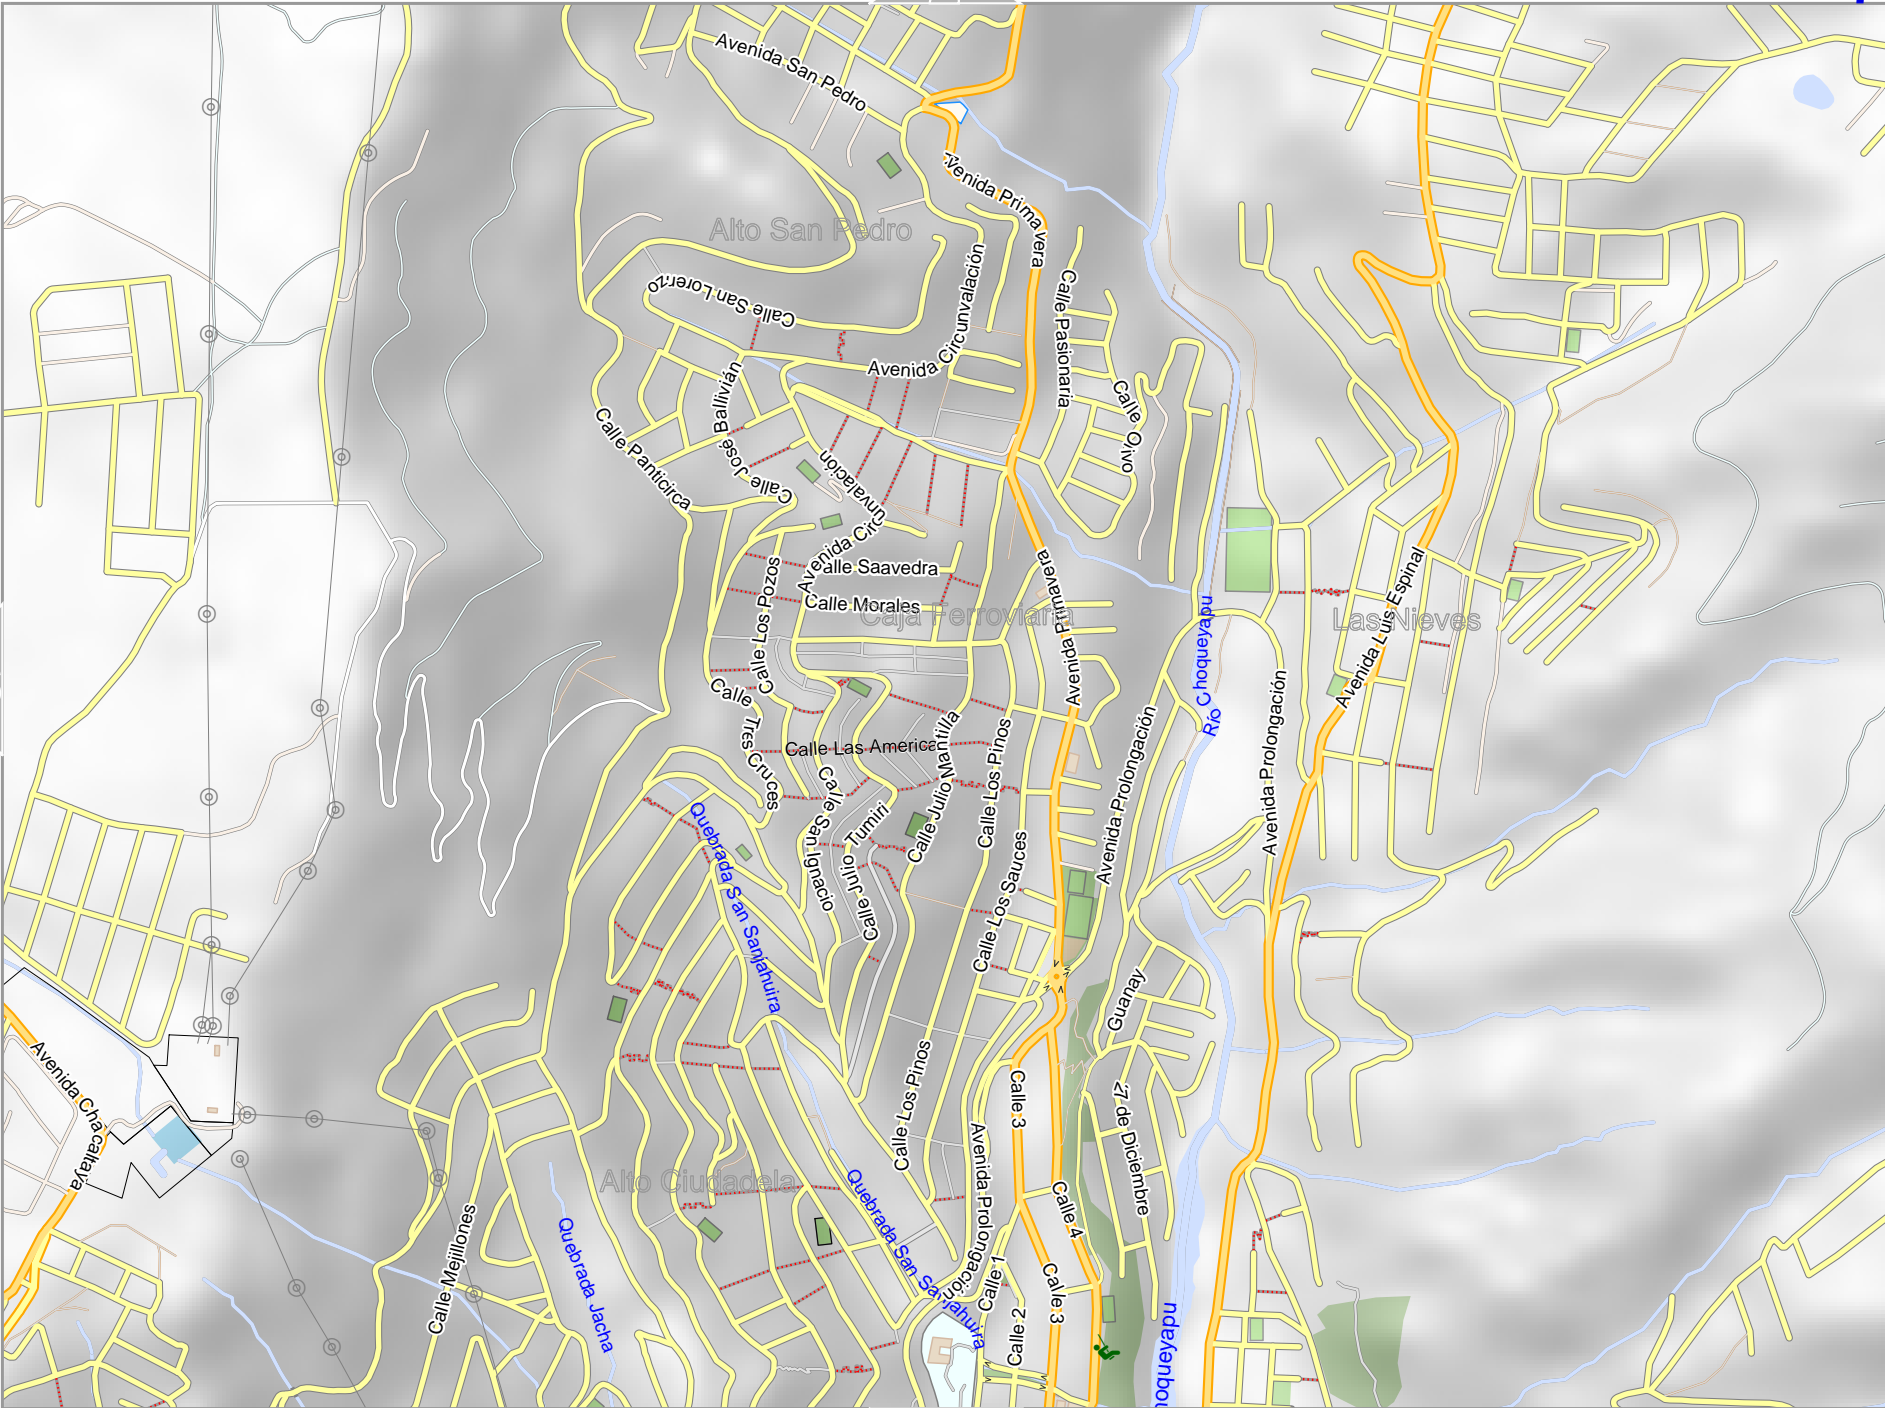 Avenida San Pedro
Avenida Primavera
Alto San Pedro
Calle San Lorenzo
Avenida Circunvalación
Calle Pasionaria
Calle Olivo
Calle José Ballivián
Calle Panticirca
Calle
Avenida Circunvalación
Calle Saavedra
Calle Morales
Caja Ferroviaria
Avenida Primavera
Calle Los Pozos
Calle Tres Cruces
Calle Las America
Calle Julio Mantilla
Calle Los Pinos
Calle San Ignacio
Calle Julio Tumiri
Calle Los Sauces
Avenida Prolongación
Río Choqueyapu
Avenida Prolongación
Avenida Luis Espinal
Las Nieves
Quebrada San Sanjahuira
Guanay
Avenida Chacaltaya
Calle Los Pinos
Calle 3
Avenida Prolongación
Calle 4
27 de Diciembre
Alto Ciudadela
Calle Mejillones
Quebrada Jacha
Quebrada San Sanjahuira
Calle 1
Calle 2
Calle 3
hoqueyapu